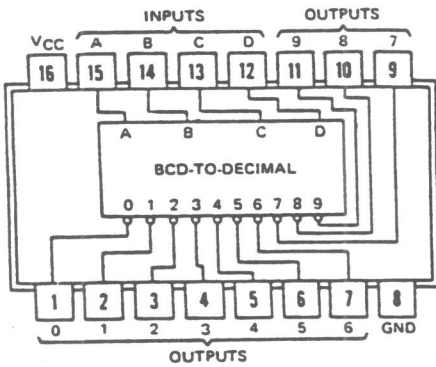 INPUTS OUTPUTS
VCC A B C D 9 8 7
16 15 14 13 12 11 10 9
A B C D
BCD-TO-DECIMAL
0 1 2 3 4 5 6 7 8 9
1 2 3 4 5 6 7 8
0 1 2 3 4 5 6 GND
OUTPUTS